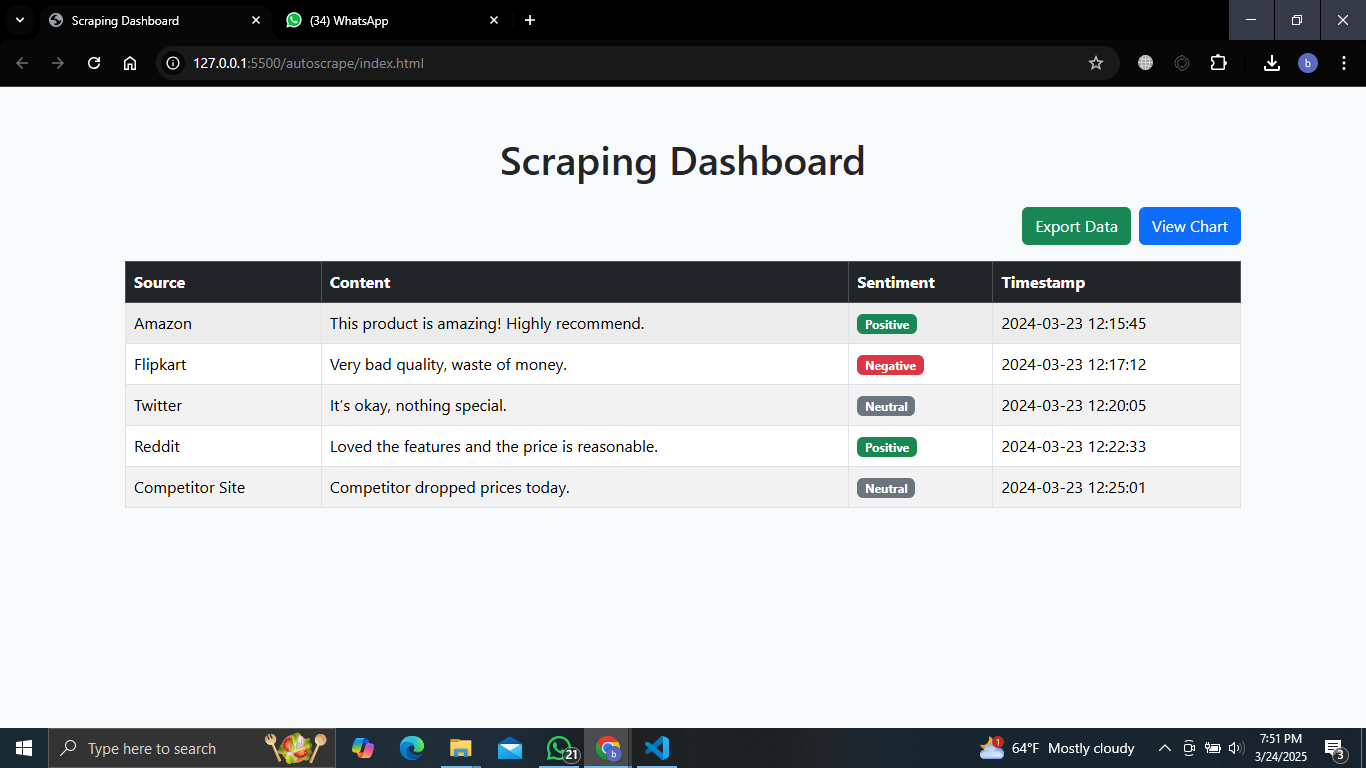 Scraping Dashboard
(34) WhatsApp
127.0.0.1:5500/autoscrape/index.html
b
Scraping Dashboard
Export Data View Chart
Source Content Sentiment Timestamp
Amazon This product is amazing! Highly recommend. Positive 2024-03-23 12:15:45
Flipkart Very bad quality, waste of money. Negative 2024-03-23 12:17:12
Twitter It’s okay, nothing special. Neutral 2024-03-23 12:20:05
Reddit Loved the features and the price is reasonable. Positive 2024-03-23 12:22:33
Competitor Site Competitor dropped prices today. Neutral 2024-03-23 12:25:01
Type here to search
21
b
1
64°F Mostly cloudy
7:51 PM
3/24/2025
3